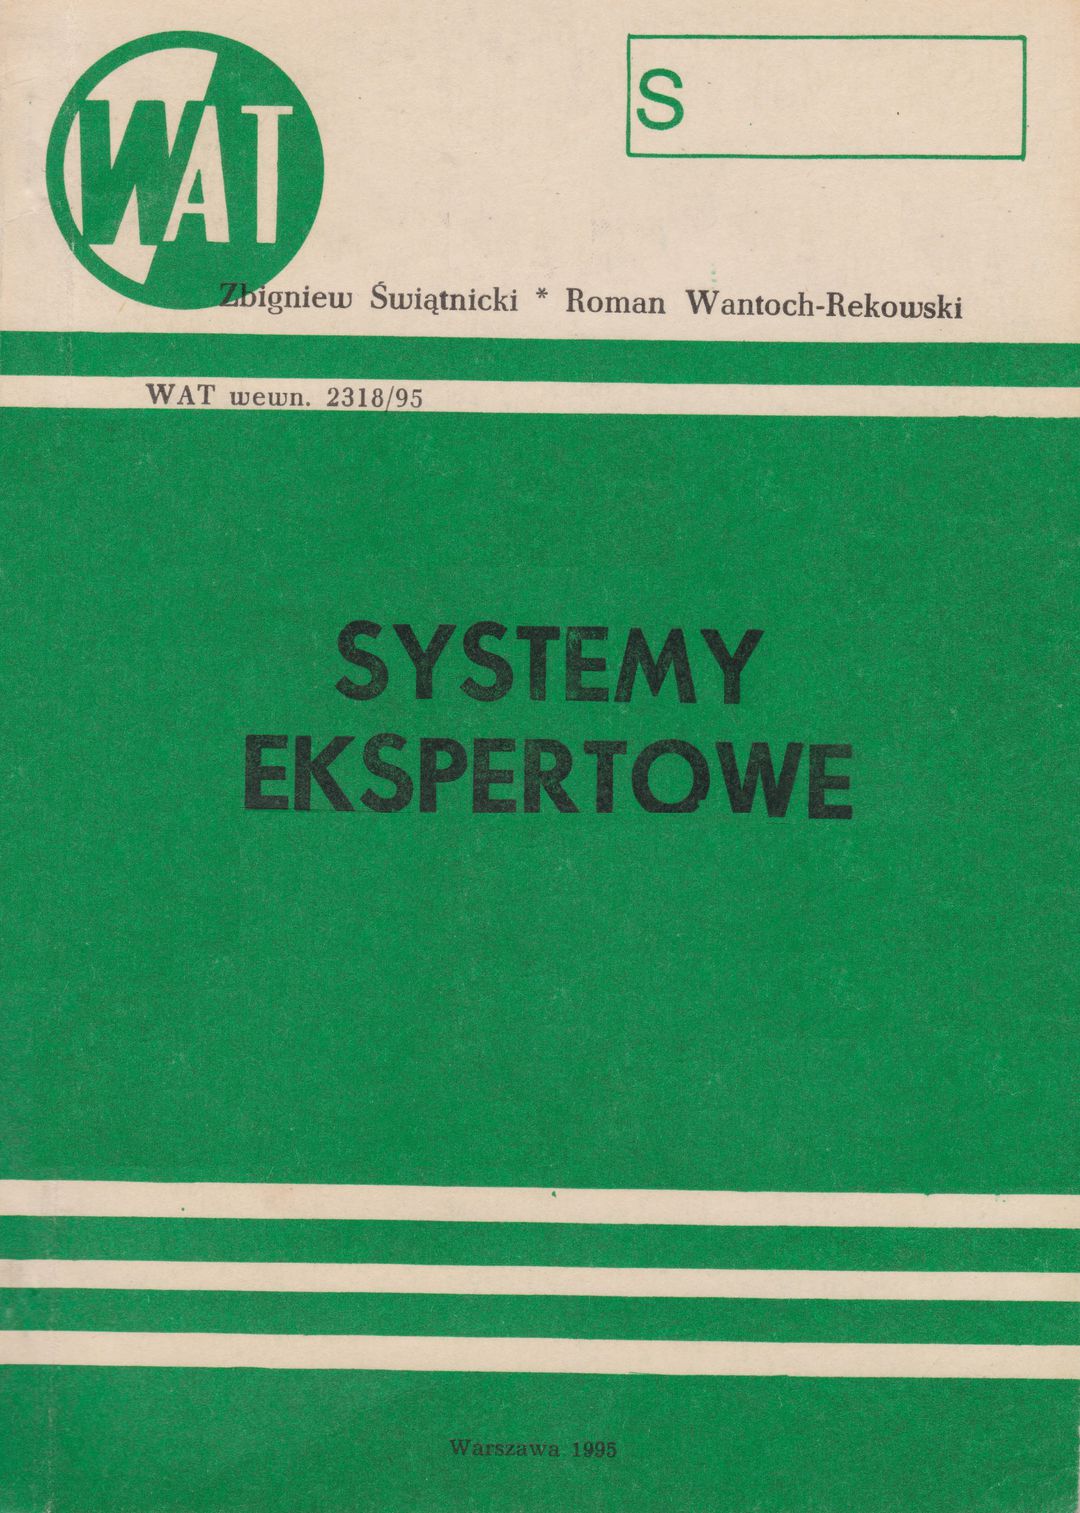 WAT
S
Zbigniew Świątnicki * Roman Wantoch-Rekowski
WAT wewn. 2318/95
SYSTEMY
EKSPERTOWE
Warszawa 1995